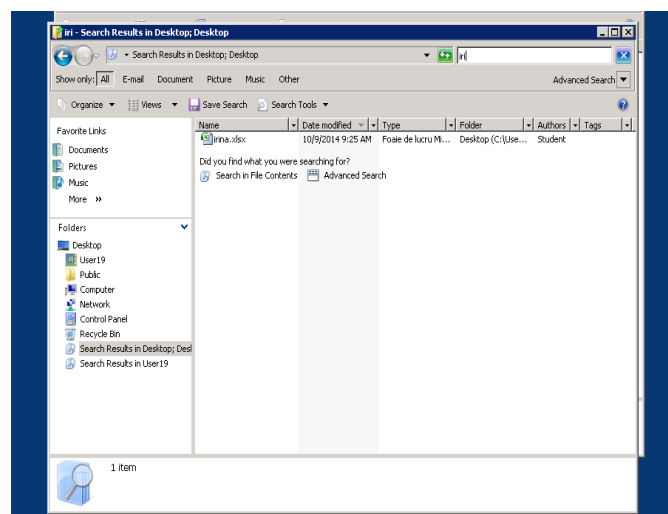 iri - Search Results in Desktop; Desktop
Search Results in Desktop; Desktop
iri
Show only: All E-mail Document Picture Music Other Advanced Search
Organize Views Save Search Search Tools
Favorite Links
Documents
Pictures
Music
More »
Folders
Desktop
User19
Public
Computer
Network
Control Panel
Recycle Bin
Search Results in Desktop; Desl
Search Results in User19
Name Date modified Type Folder Authors Tags
irina.xlsx 10/9/2014 9:25 AM Foaie de lucru Mi... Desktop (C:\Use... Student
Did you find what you were searching for?
Search in File Contents Advanced Search
1 item